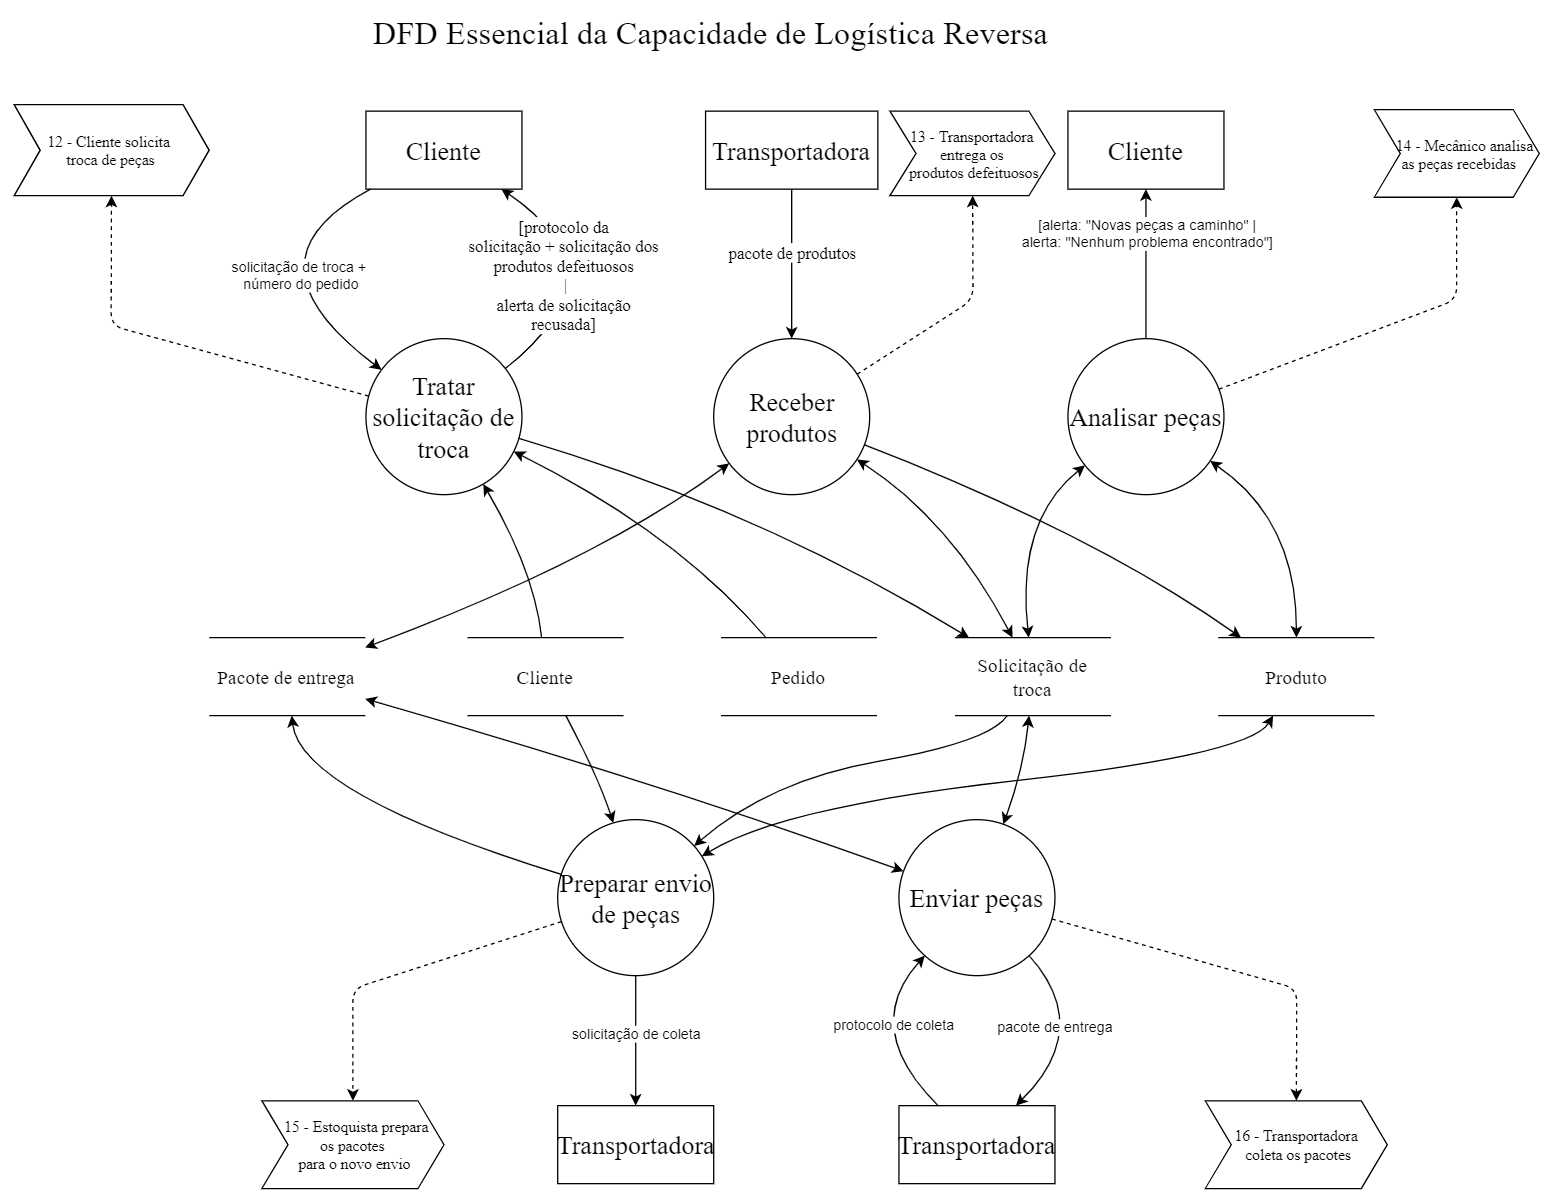 DFD Essencial da Capacidade de Logística Reversa
12 - Cliente solicita
troca de peças
Cliente
Transportadora
13 - Transportadora
entrega os
produtos defeituosos
Cliente
14 - Mecânico analisa
as peças recebidas
solicitação de troca +
número do pedido
[protocolo da
solicitação + solicitação dos
produtos defeituosos
|
alerta de solicitação
recusada]
pacote de produtos
[alerta: "Novas peças a caminho" |
alerta: "Nenhum problema encontrado"]
Tratar
solicitação de
troca
Receber
produtos
Analisar peças
Pacote de entrega
Cliente
Pedido
Solicitação de
troca
Produto
Preparar envio
de peças
Enviar peças
solicitação de coleta
protocolo de coleta
pacote de entrega
15 - Estoquista prepara
os pacotes
para o novo envio
Transportadora
Transportadora
16 - Transportadora
coleta os pacotes